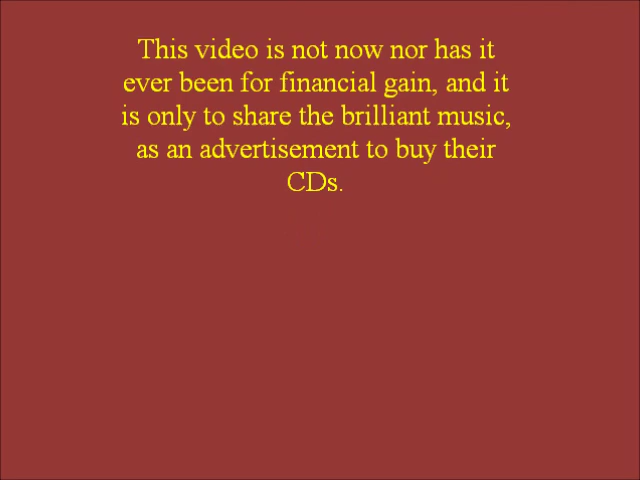 This video is not now nor has it
ever been for financial gain, and it
is only to share the brilliant music,
as an advertisement to buy their
CDs.